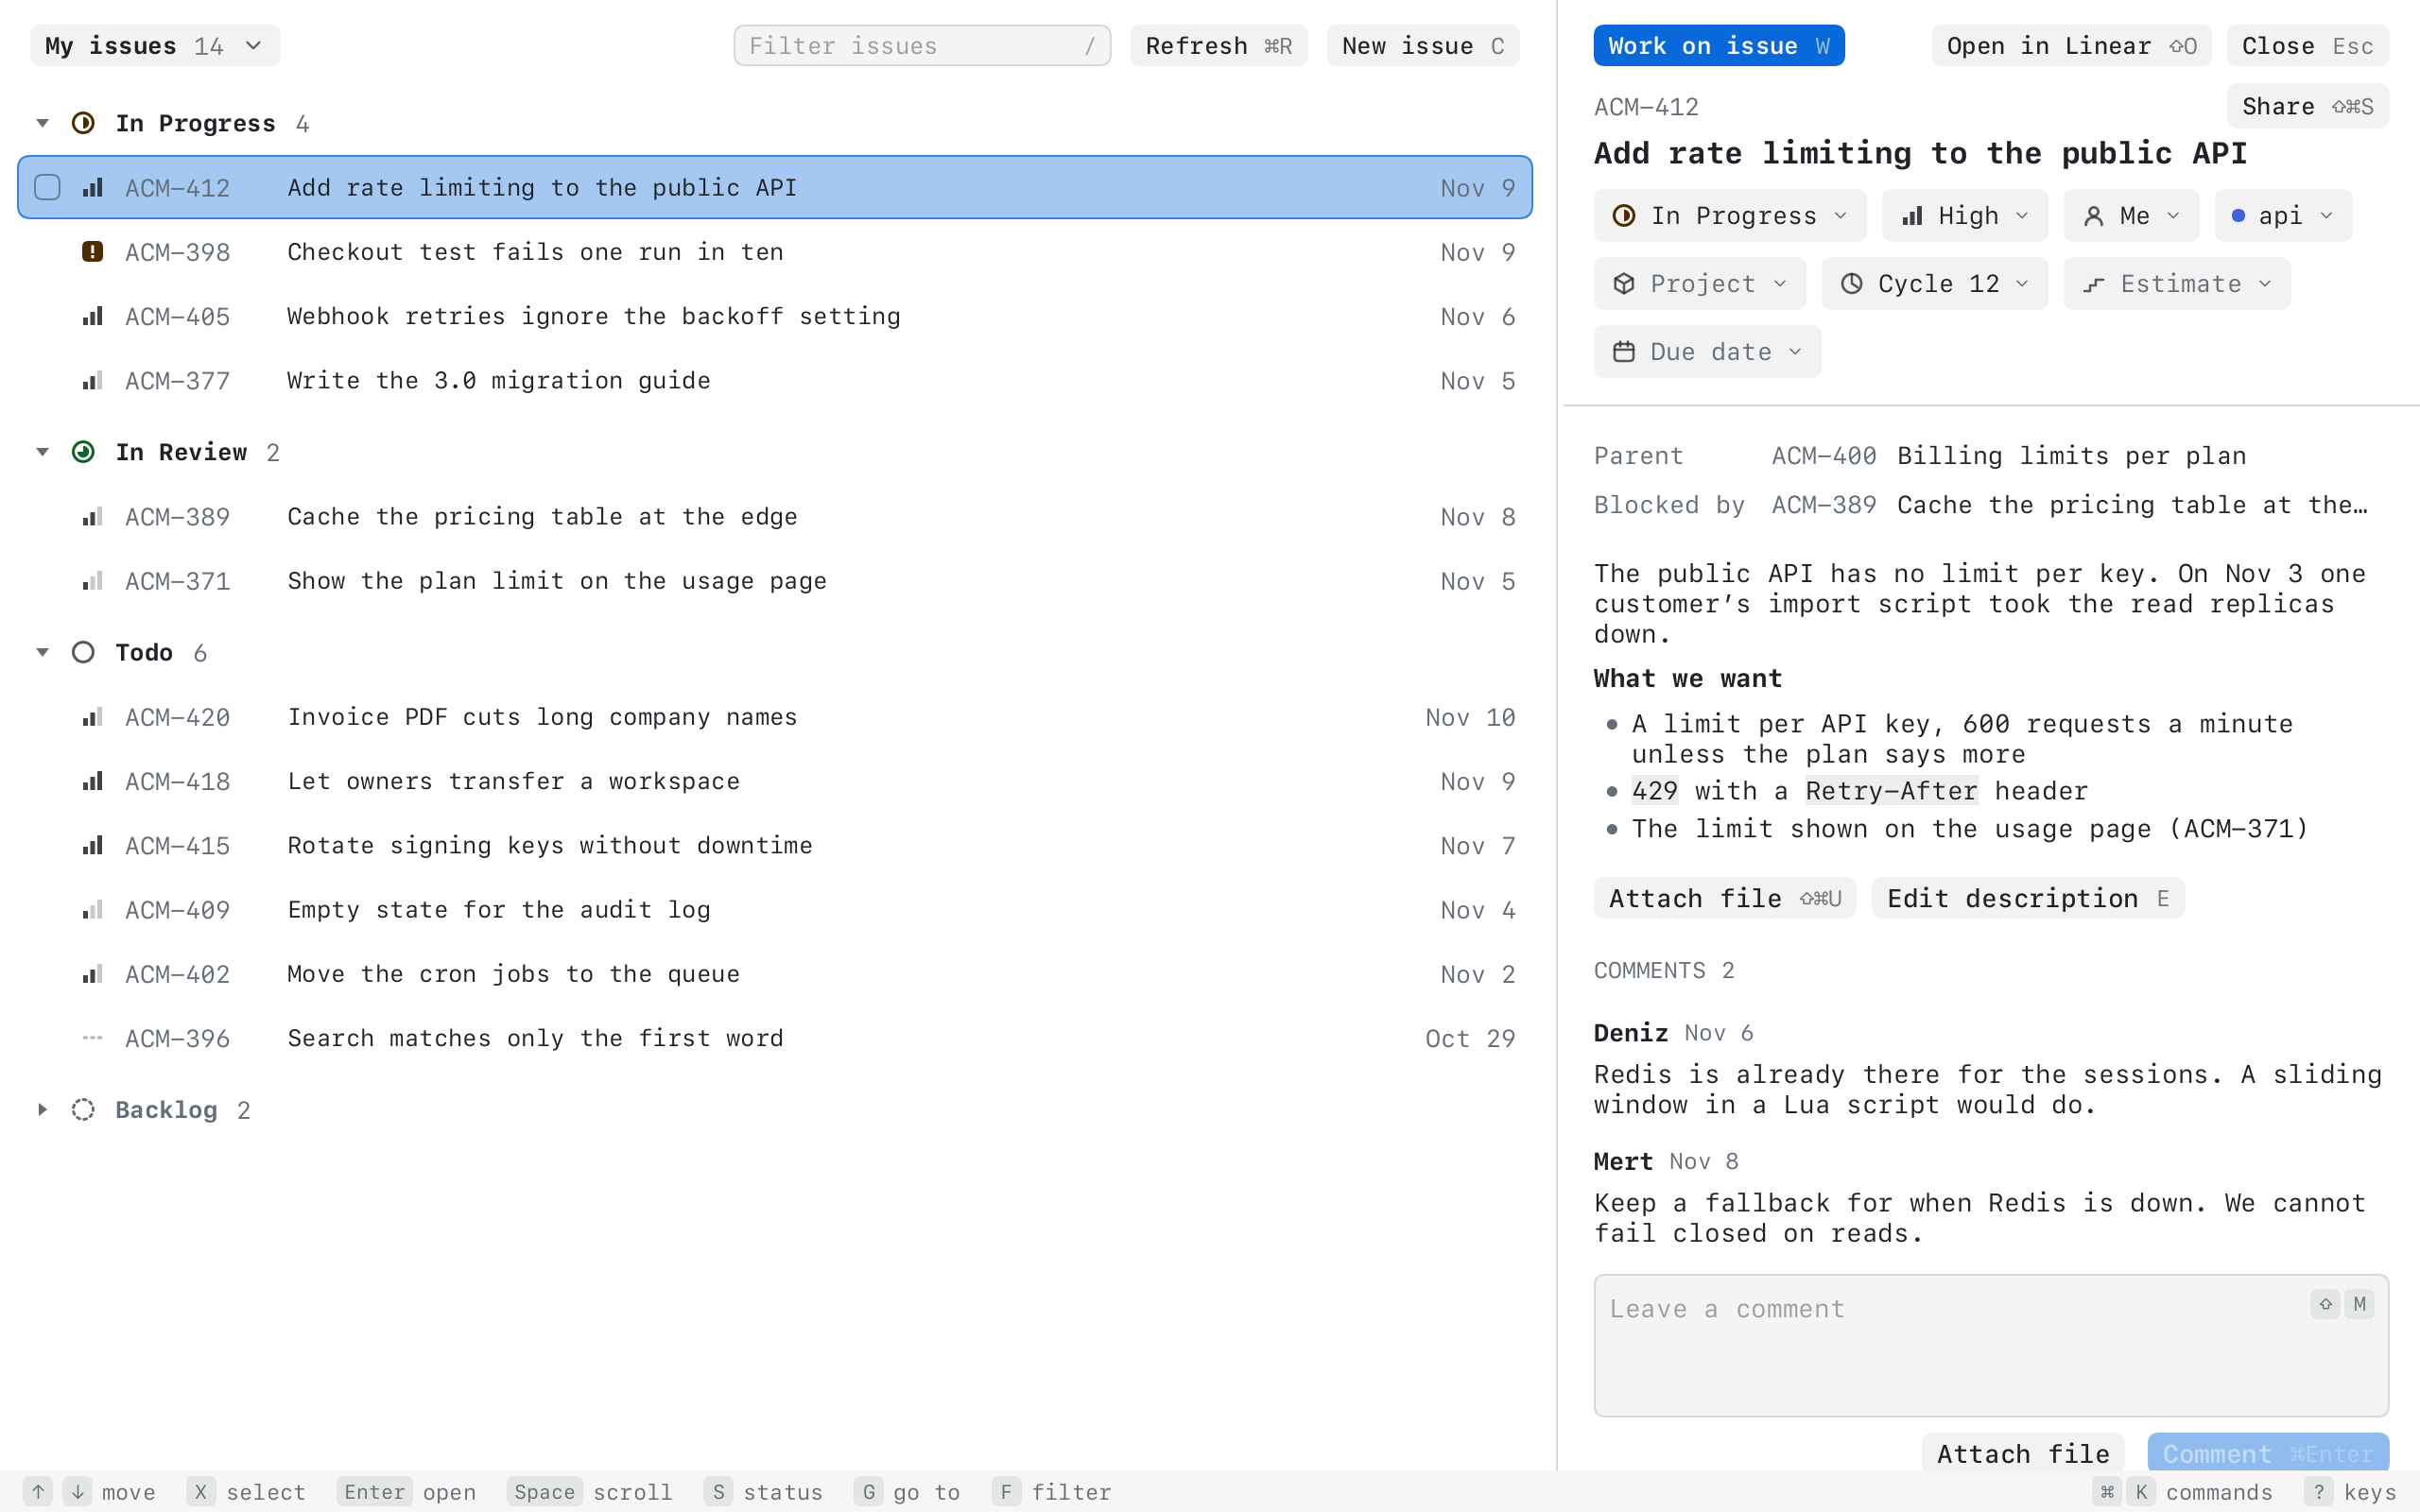 My issues 14
Filter issues /
Refresh ⌘R
New issue C
In Progress 4
ACM-412 Add rate limiting to the public API Nov 9
ACM-398 Checkout test fails one run in ten Nov 9
ACM-405 Webhook retries ignore the backoff setting Nov 6
ACM-377 Write the 3.0 migration guide Nov 5
In Review 2
ACM-389 Cache the pricing table at the edge Nov 8
ACM-371 Show the plan limit on the usage page Nov 5
Todo 6
ACM-420 Invoice PDF cuts long company names Nov 10
ACM-418 Let owners transfer a workspace Nov 9
ACM-415 Rotate signing keys without downtime Nov 7
ACM-409 Empty state for the audit log Nov 4
ACM-402 Move the cron jobs to the queue Nov 2
ACM-396 Search matches only the first word Oct 29
Backlog 2
Work on issue W
Open in Linear ⇧O
Close Esc
ACM-412
Share ⇧⌘S
Add rate limiting to the public API
In Progress
High
Me
api
Project
Cycle 12
Estimate
Due date
Parent ACM-400 Billing limits per plan
Blocked by ACM-389 Cache the pricing table at the…
The public API has no limit per key. On Nov 3 one
customer’s import script took the read replicas
down.
What we want
• A limit per API key, 600 requests a minute
unless the plan says more
• 429 with a Retry-After header
• The limit shown on the usage page (ACM-371)
Attach file ⇧⌘U
Edit description E
COMMENTS 2
Deniz Nov 6
Redis is already there for the sessions. A sliding
window in a Lua script would do.
Mert Nov 8
Keep a fallback for when Redis is down. We cannot
fail closed on reads.
Leave a comment ⇧ M
Attach file
Comment ⌘Enter
↑ ↓ move X select Enter open Space scroll S status G go to F filter
⌘ K commands ? keys